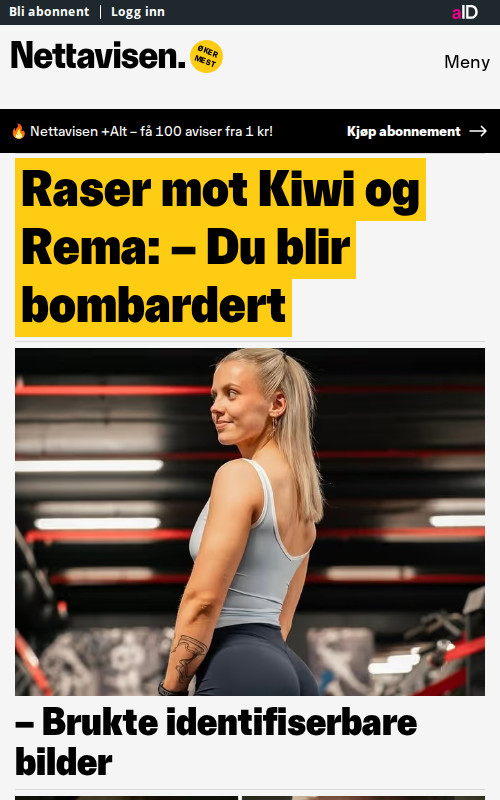 Bli abonnent | Logg inn
aID
Nettavisen.
ØKER
MEST
Meny
🔥 Nettavisen +Alt – få 100 aviser fra 1 kr!
Kjøp abonnement →
Raser mot Kiwi og
Rema: – Du blir
bombardert
– Brukte identifiserbare
bilder